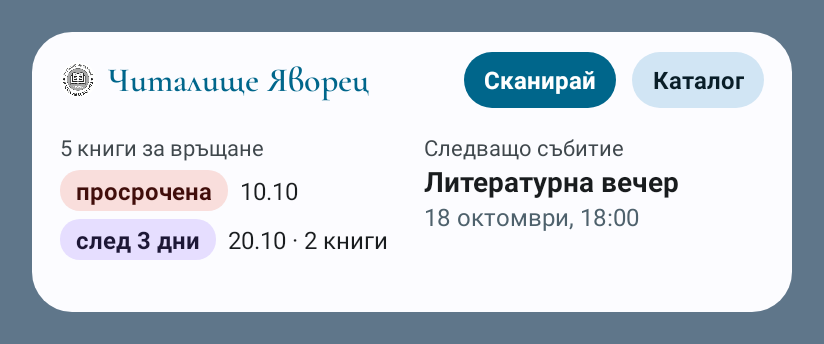 Читалище Яворец
Сканирай
Каталог
5 книги за връщане
просрочена 10.10
след 3 дни 20.10 · 2 книги
Следващо събитие
Литературна вечер
18 октомври, 18:00